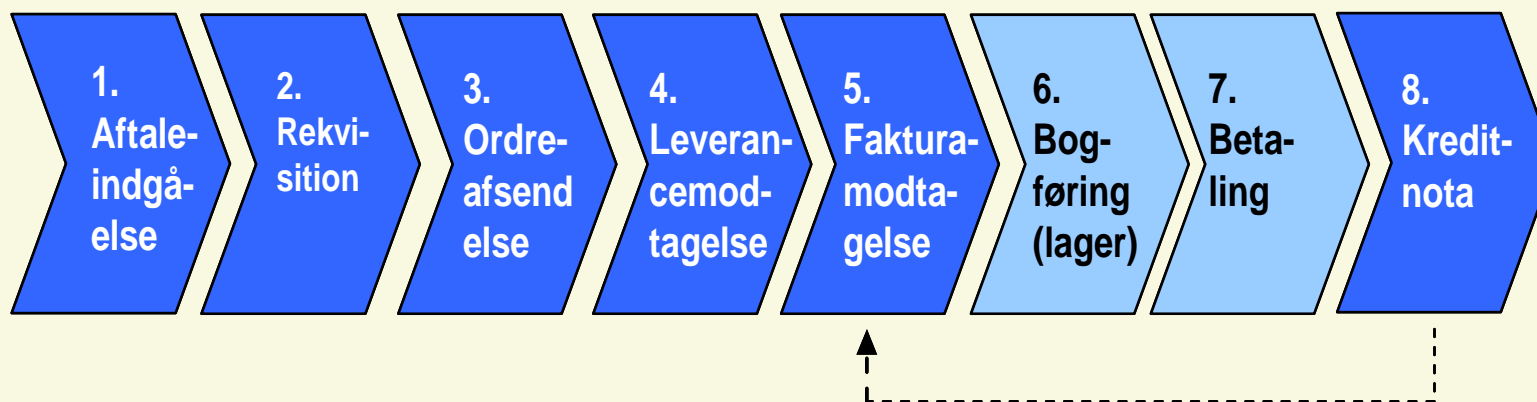 1.
Aftale-
indgå-
else
2.
Rekvi-
sition
3.
Ordre-
afsend
else
4.
Leveran-
cemod-
tagelse
5.
Faktura-
modta-
gelse
6.
Bog-
føring
(lager)
7.
Beta-
ling
8.
Kredit-
nota